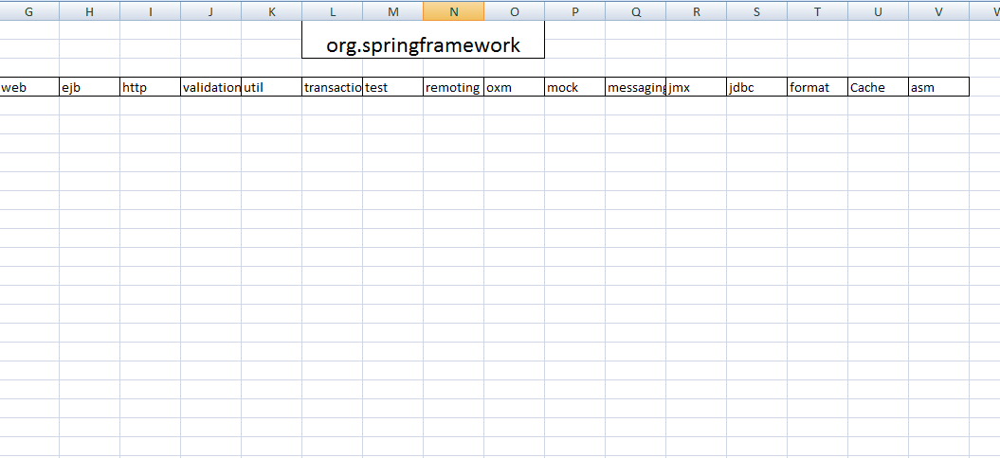 G H I J K L M N O P Q R S T U V
org.springframework
web ejb http validation util transactio test remoting oxm mock messaging jmx jdbc format Cache asm